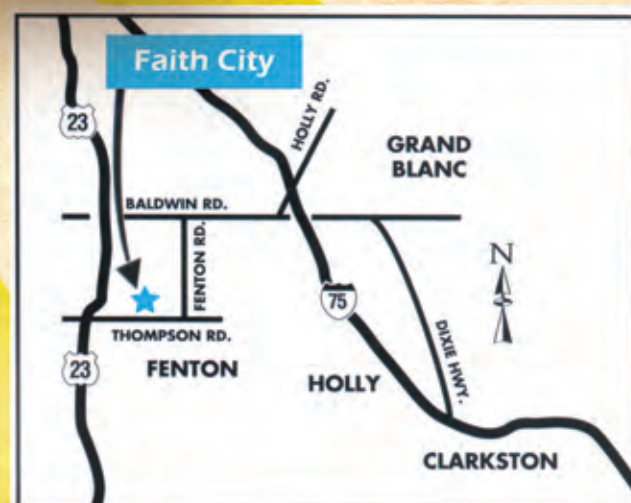 Faith City
23
HOLLY RD.
GRAND
BLANC
BALDWIN RD.
FENTON RD.
N
S
75
THOMPSON RD.
DIXIE HWY.
23
FENTON
HOLLY
CLARKSTON